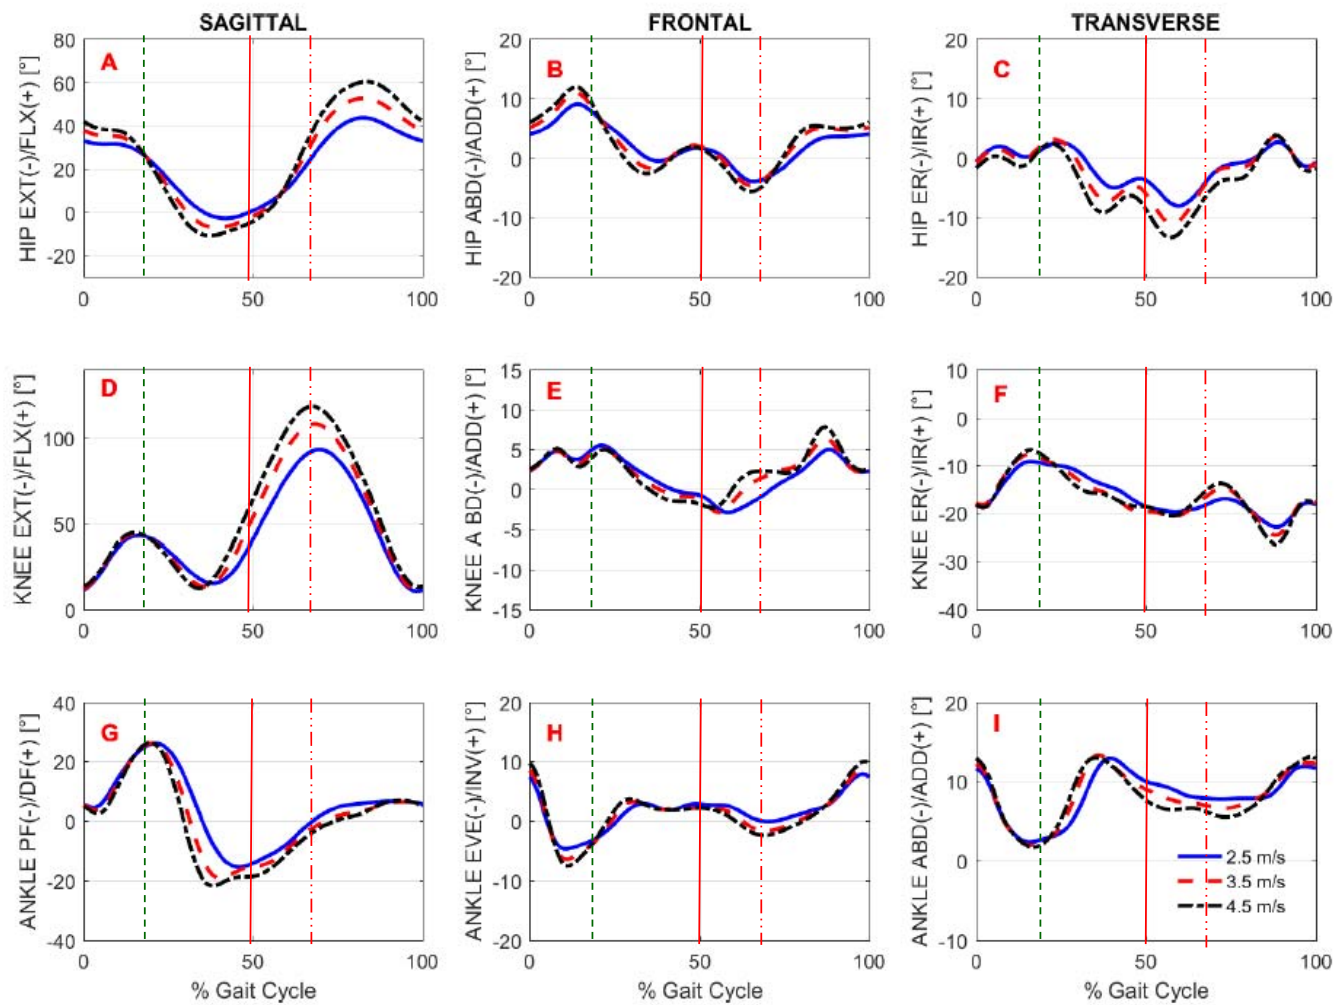 SAGITTAL
FRONTAL
TRANSVERSE
A
HIP EXT(-)/FLX(+) [°]
80
60
40
20
0
-20
0
50
100
B
HIP ABD(-)/ADD(+) [°]
20
10
0
-10
-20
0
50
100
C
HIP ER(-)/IR(+) [°]
20
10
0
-10
-20
0
50
100
D
KNEE EXT(-)/FLX(+) [°]
100
50
0
0
50
100
E
KNEE A BD(-)/ADD(+) [°]
15
10
5
0
-5
-10
-15
0
50
100
F
KNEE ER(-)/IR(+) [°]
10
0
-10
-20
-30
-40
0
50
100
G
ANKLE PF(-)/DF(+) [°]
40
20
0
-20
-40
0
50
100
% Gait Cycle
H
ANKLE EVE(-)/INV(+) [°]
20
10
0
-10
-20
0
50
100
% Gait Cycle
I
ANKLE ABD(-)/ADD(+) [°]
20
10
0
-10
0
50
100
% Gait Cycle
2.5 m/s
3.5 m/s
4.5 m/s